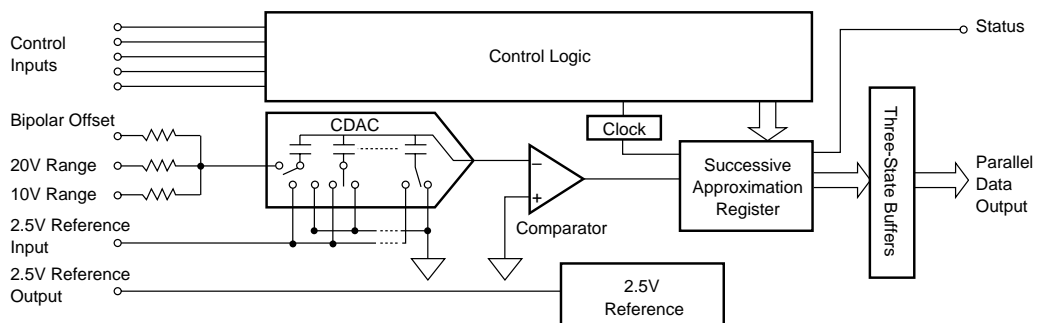 Control
Inputs
Control Logic
Status
Bipolar Offset
20V Range
10V Range
2.5V Reference
Input
2.5V Reference
Output
CDAC
Clock
−
+
Comparator
Successive
Approximation
Register
Three-State Buffers
Parallel
Data
Output
2.5V
Reference